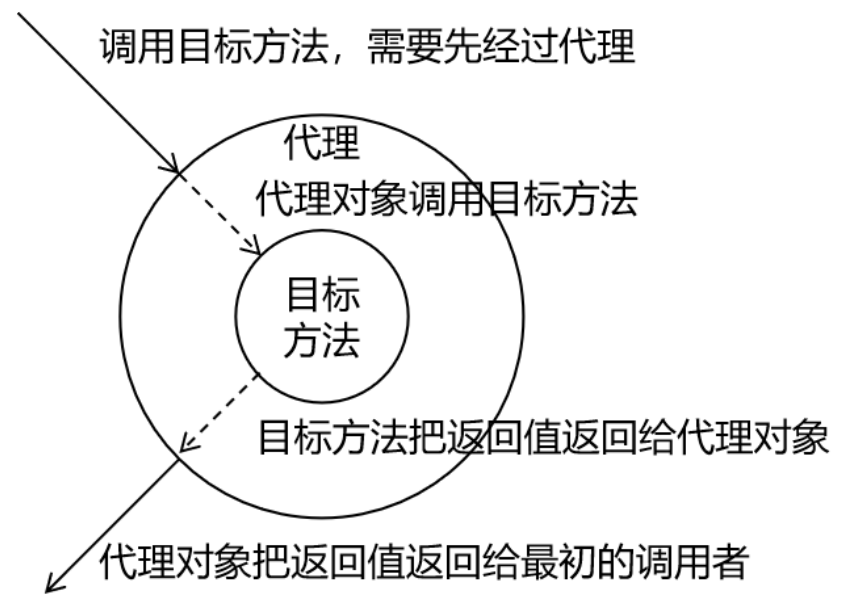 调用目标方法，需要先经过代理
代理
代理对象调用目标方法
目标
方法
目标方法把返回值返回给代理对象
代理对象把返回值返回给最初的调用者